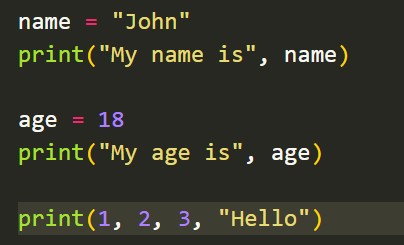 name = "John"
print("My name is", name)
age = 18
print("My age is", age)
print(1, 2, 3, "Hello")